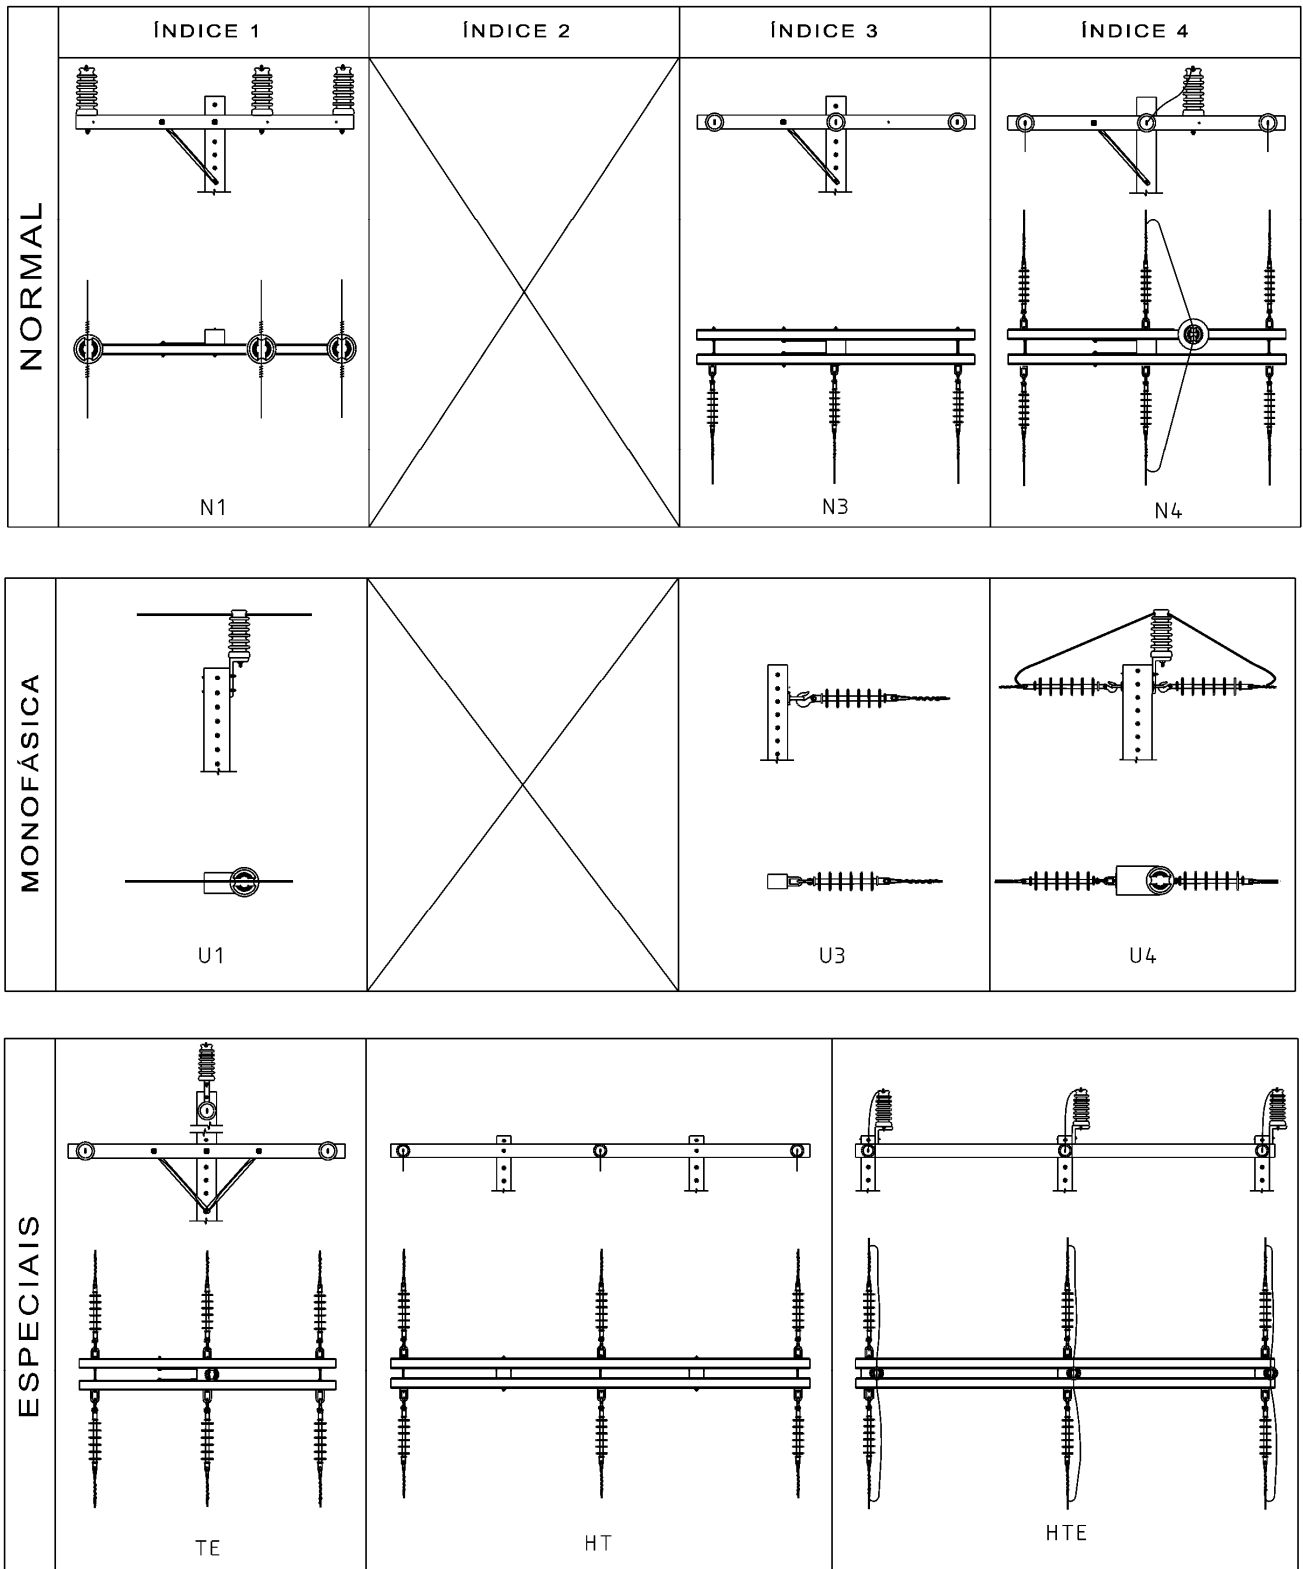 ÍNDICE 1
ÍNDICE 2
ÍNDICE 3
ÍNDICE 4
NORMAL
N1
N3
N4
MONOFÁSICA
U1
U3
U4
ESPECIAIS
TE
HT
HTE